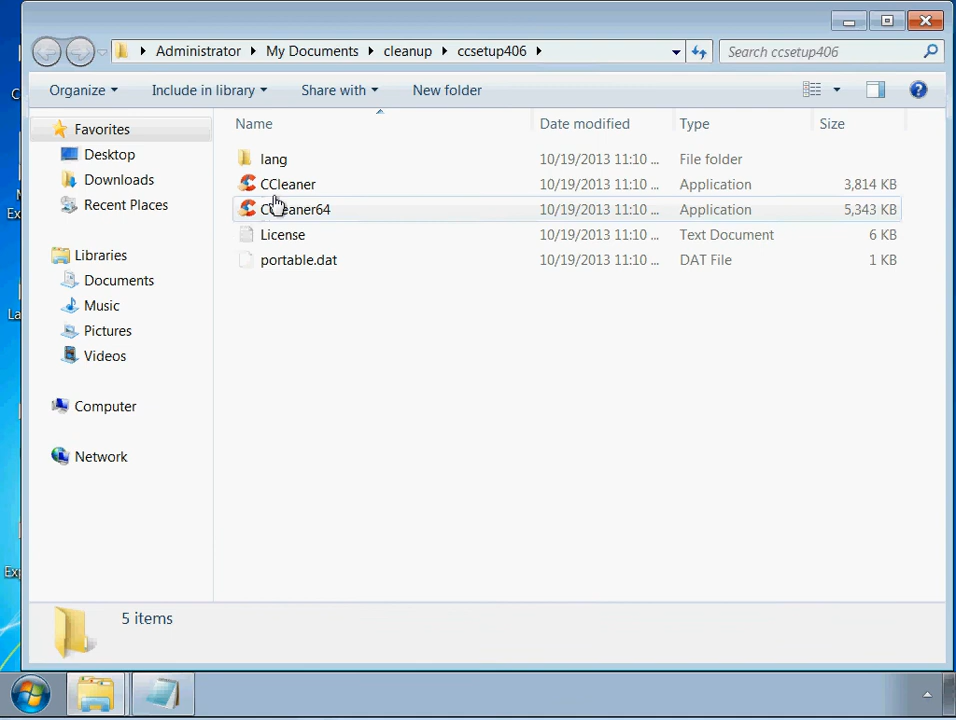 Administrator My Documents cleanup ccsetup406 Search ccsetup406
Organize Include in library Share with New folder
Name Date modified Type Size
Favorites
Desktop
Downloads
Recent Places
Libraries
Documents
Music
Pictures
Videos
Computer
Network
lang 10/19/2013 11:10 ... File folder
CCleaner 10/19/2013 11:10 ... Application 3,814 KB
CCleaner64 10/19/2013 11:10 ... Application 5,343 KB
License 10/19/2013 11:10 ... Text Document 6 KB
portable.dat 10/19/2013 11:10 ... DAT File 1 KB
5 items